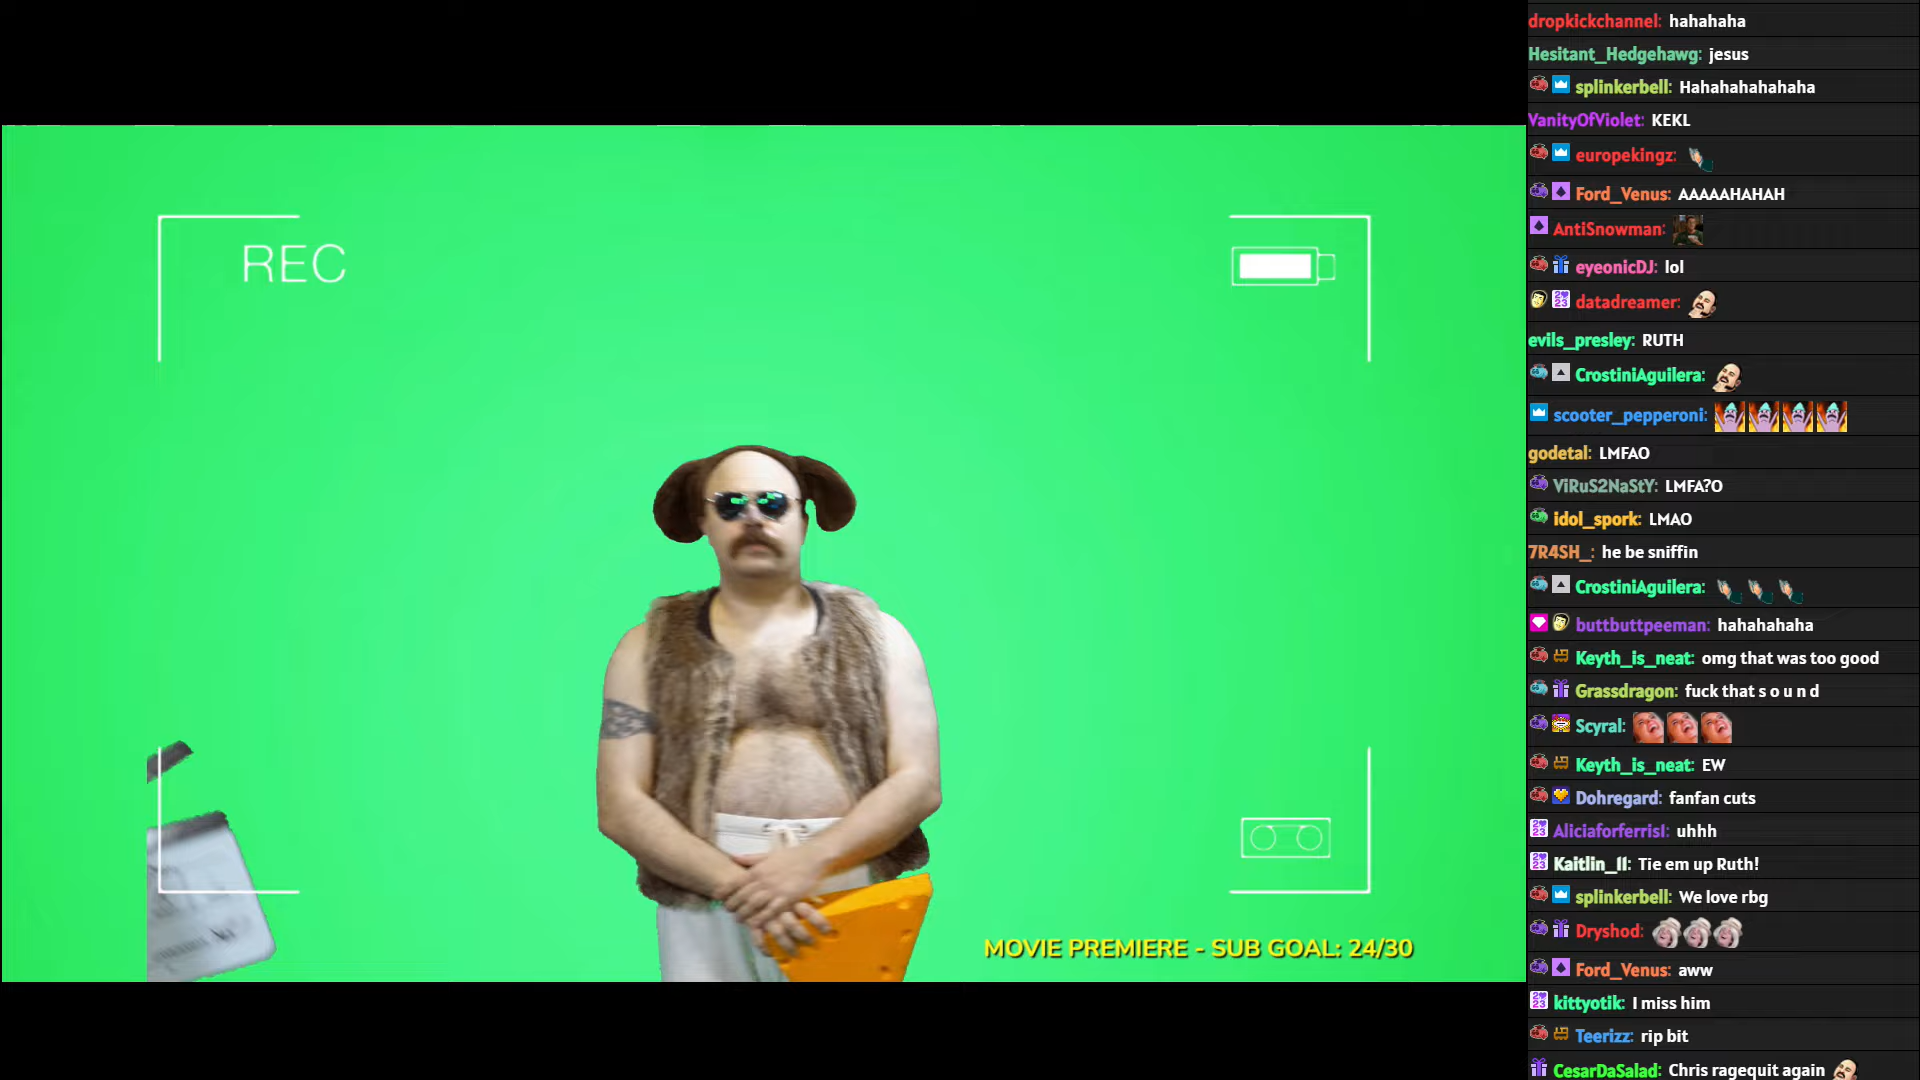 REC
MOVIE PREMIERE - SUB GOAL: 24/30
dropkickchannel: hahahaha
Hesitant_Hedgehawg: jesus
splinkerbell: Hahahahahahaha
VanityOfViolet: KEKL
europekingz:
Ford_Venus: AAAAAHAHAH
AntiSnowman:
eyeonicDJ: lol
datadreamer:
evils_presley: RUTH
CrostiniAguilera:
scooter_pepperoni:
godetal: LMFAO
ViRuS2NaStY: LMFA?O
idol_spork: LMAO
7R4SH_: he be sniffin
CrostiniAguilera:
buttbuttpeeman: hahahahaha
Keyth_is_neat: omg that was too good
Grassdragon: fuck that s o u n d
Scyral:
Keyth_is_neat: EW
Dohregard: fanfan cuts
Aliciaforferrisl: uhhh
Kaitlin_11: Tie em up Ruth!
splinkerbell: We love rbg
Dryshod:
Ford_Venus: aww
kittyotik: I miss him
Teerizz: rip bit
CesarDaSalad: Chris ragequit again